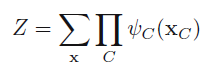 Z = ∑_x ∏_C ψ_C(x_C)